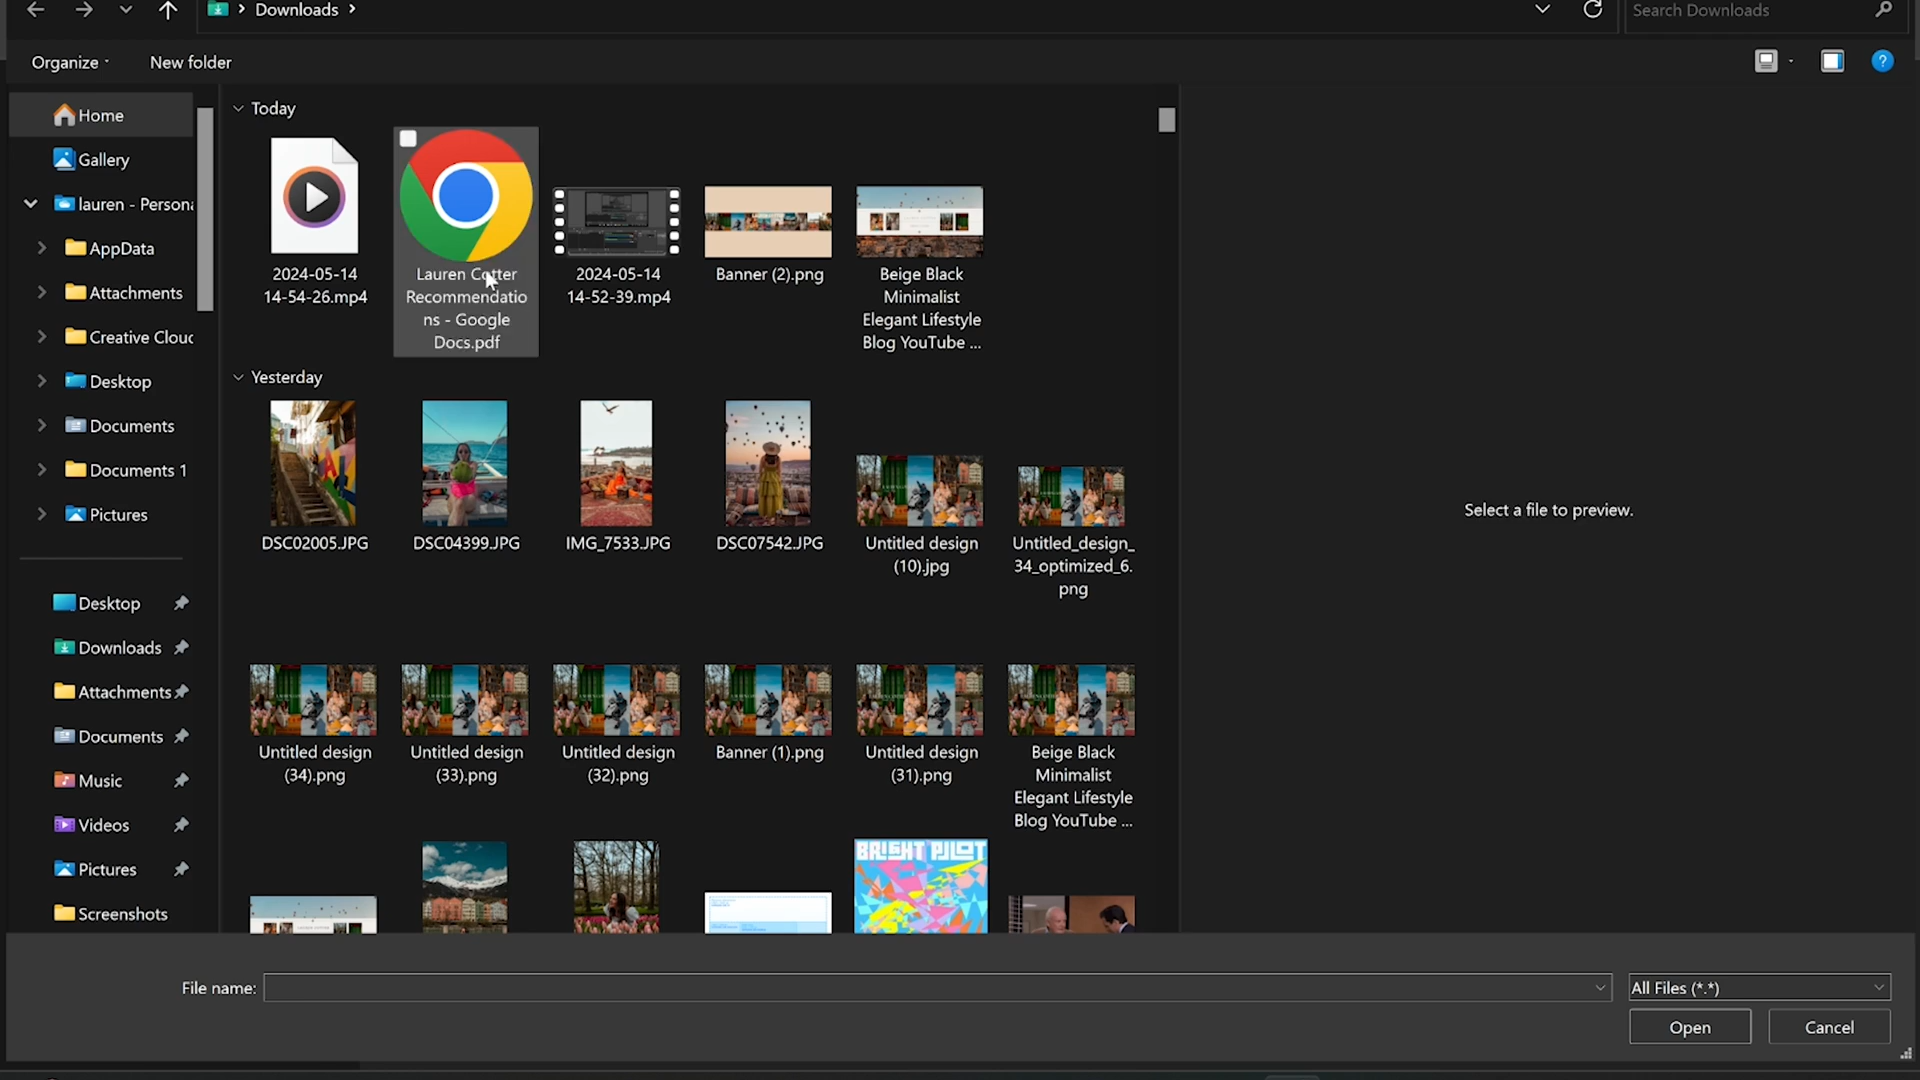 Downloads
Search Downloads
Organize
New folder
Home
Gallery
lauren - Persona
AppData
Attachments
Creative Clouc
Desktop
Documents
Documents 1
Pictures
Desktop
Downloads
Attachments
Documents
Music
Videos
Pictures
Screenshots
Today
2024-05-14
14-54-26.mp4
Lauren Cotter
Recommendatio
ns - Google
Docs.pdf
2024-05-14
14-52-39.mp4
Banner (2).png
Beige Black
Minimalist
Elegant Lifestyle
Blog YouTube ...
Yesterday
DSC02005.JPG
DSC04399.JPG
IMG_7533.JPG
DSC07542.JPG
Untitled design
(10).jpg
Untitled_design_
34_optimized_6.
png
Untitled design
(34).png
Untitled design
(33).png
Untitled design
(32).png
Banner (1).png
Untitled design
(31).png
Beige Black
Minimalist
Elegant Lifestyle
Blog YouTube ...
BRIGHT PILOT
Select a file to preview.
File name:
All Files (*.*)
Open
Cancel